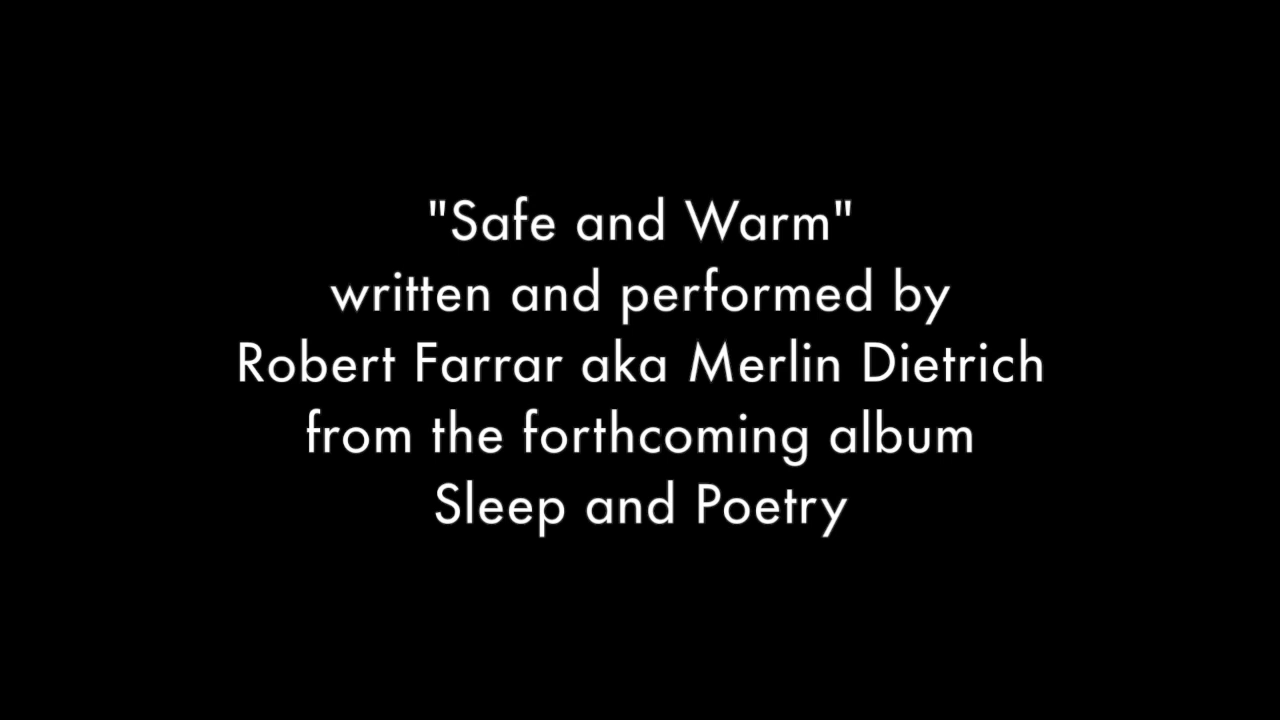 "Safe and Warm"
written and performed by
Robert Farrar aka Merlin Dietrich
from the forthcoming album
Sleep and Poetry